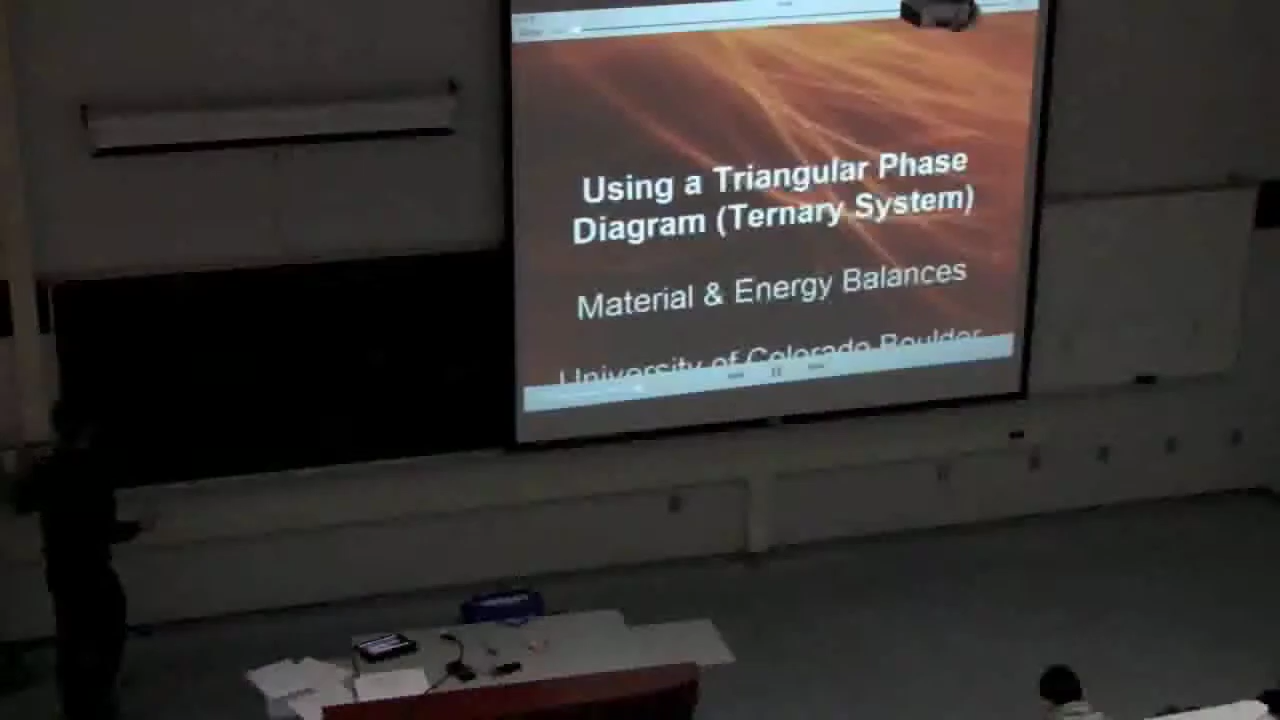 Using a Triangular Phase
Diagram (Ternary System)
Material & Energy Balances
University of Colorado Boulder